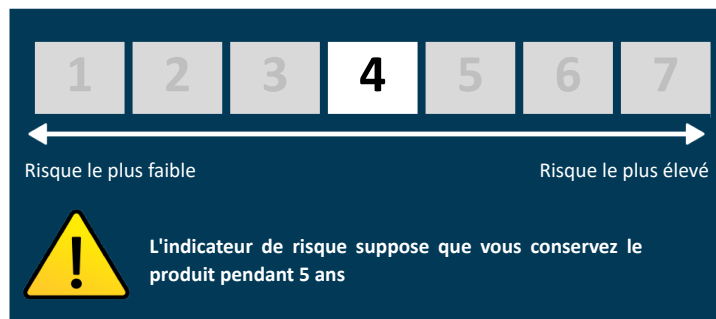 1 2 3 4 5 6 7
Risque le plus faible Risque le plus élevé
!
L'indicateur de risque suppose que vous conservez le
produit pendant 5 ans